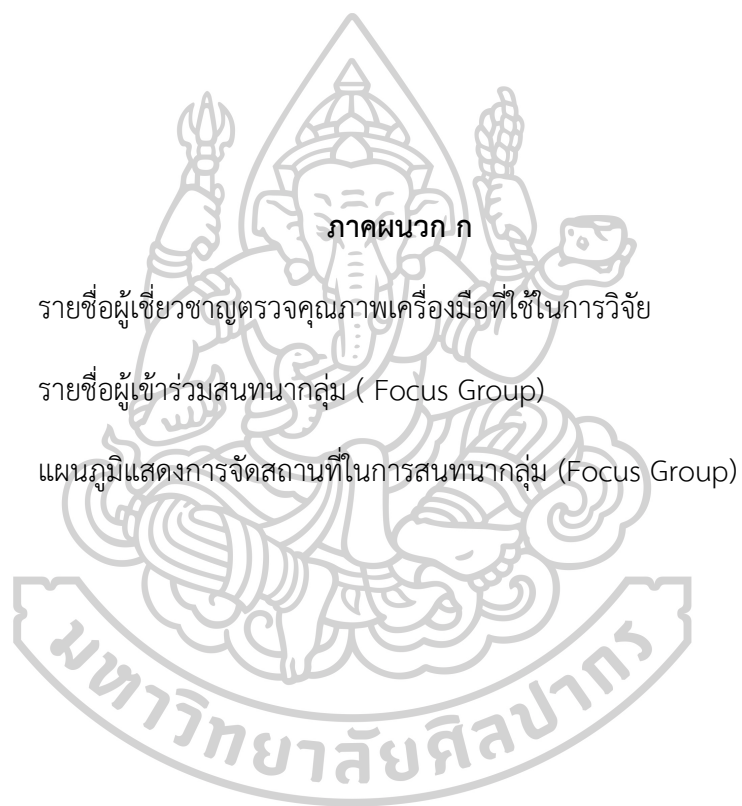 ภาคผนวก ก
รายชื่อผู้เชี่ยวชาญตรวจคุณภาพเครื่องมือที่ใช้ในการวิจัย
รายชื่อผู้เข้าร่วมสนทนากลุ่ม ( Focus Group)
แผนภูมิแสดงการจัดสถานที่ในการสนทนากลุ่ม (Focus Group)
มหาวิทยาลัยศิลปากร